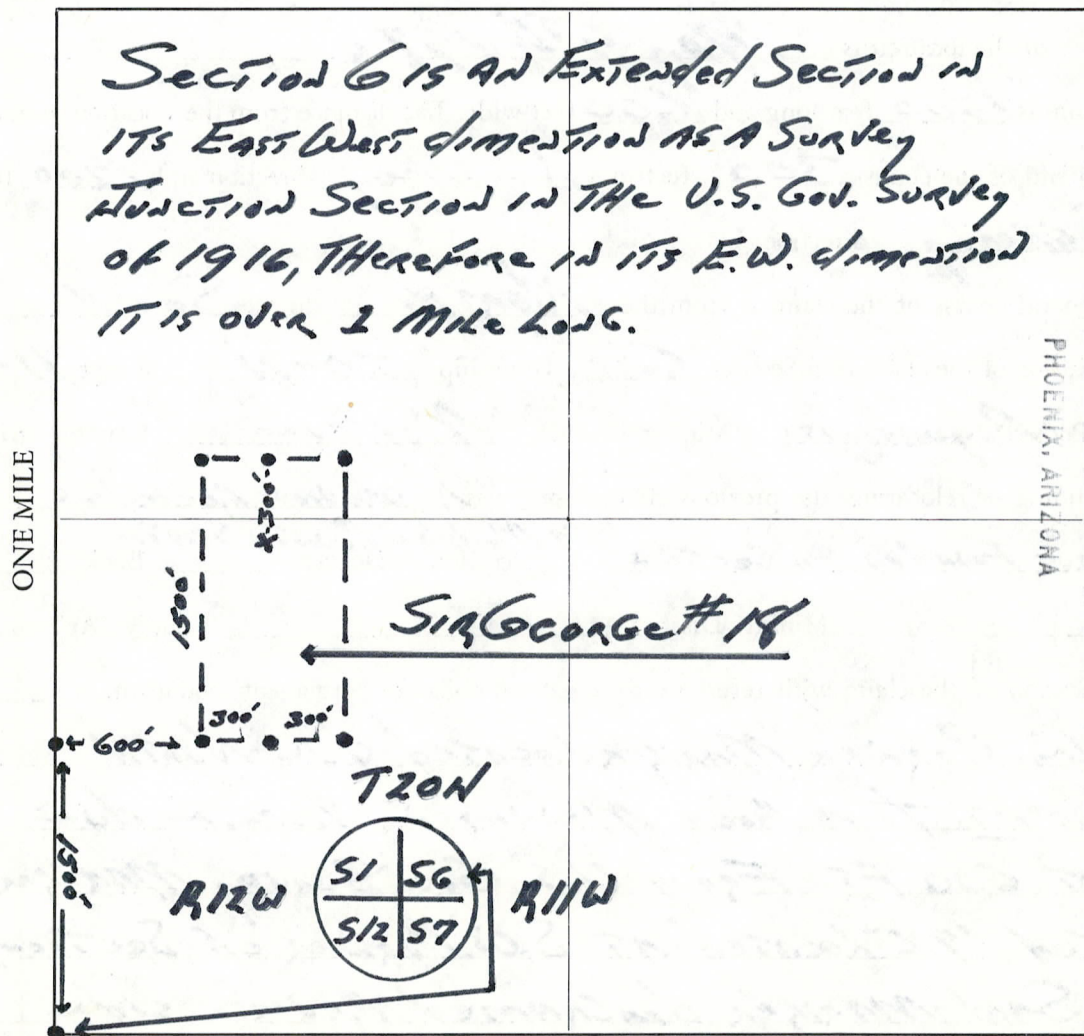 Section 6 is an Extended Section in
its East West dimention as a Survey
Junction Section in the U.S. Gov. Survey
of 1916, Therefore in its E.W. dimention
it is over 1 Mile Long.
PHOENIX, ARIZONA
ONE MILE
300'
1500'
Sir George #18
600'
300' 300'
T20N
1500'
R12W
S1 S6
S12 S7
R11W